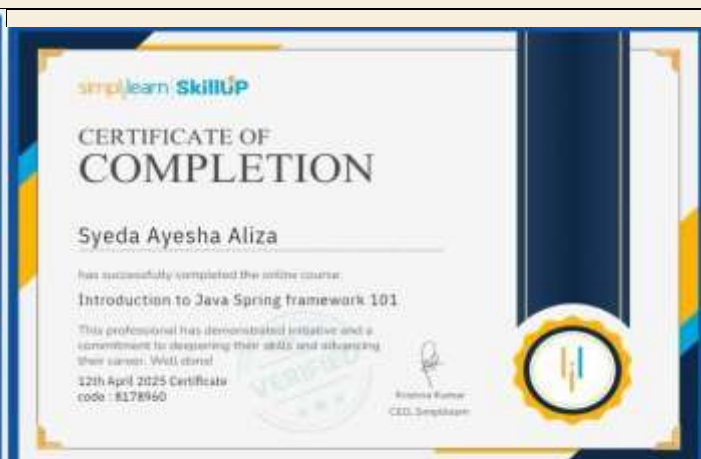 simplilearn SkillUP
CERTIFICATE OF
COMPLETION
Syeda Ayesha Aliza
has successfully completed the online course:
Introduction to Java Spring framework 101
This professional has demonstrated initiative and a
commitment to deepening their skills and advancing
their career. Well done!
12th April 2025 Certificate
code : 8178960
VERIFIED
Krishna Kumar
CEO, Simplilearn